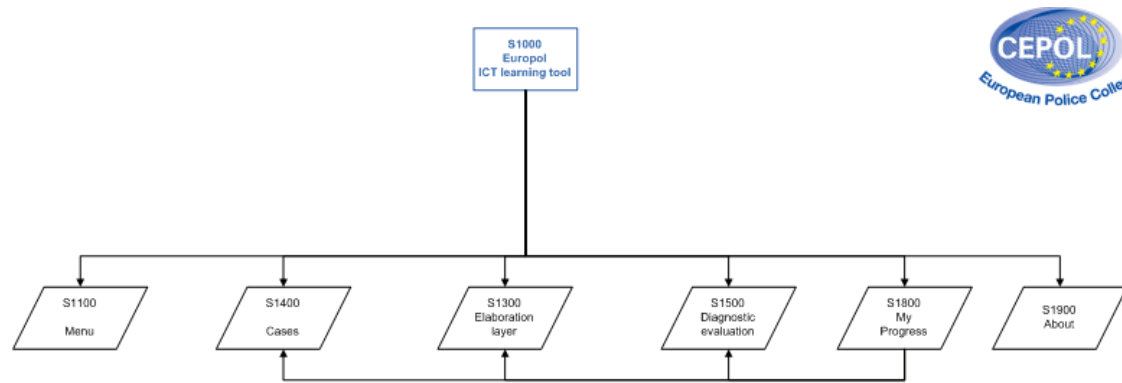 S1000
Europol
ICT learning tool
CEPOL
European Police
S1100
Menu
S1400
Cases
S1300
Elaboration
layer
S1500
Diagnostic
evaluation
S1800
My
Progress
S1900
About